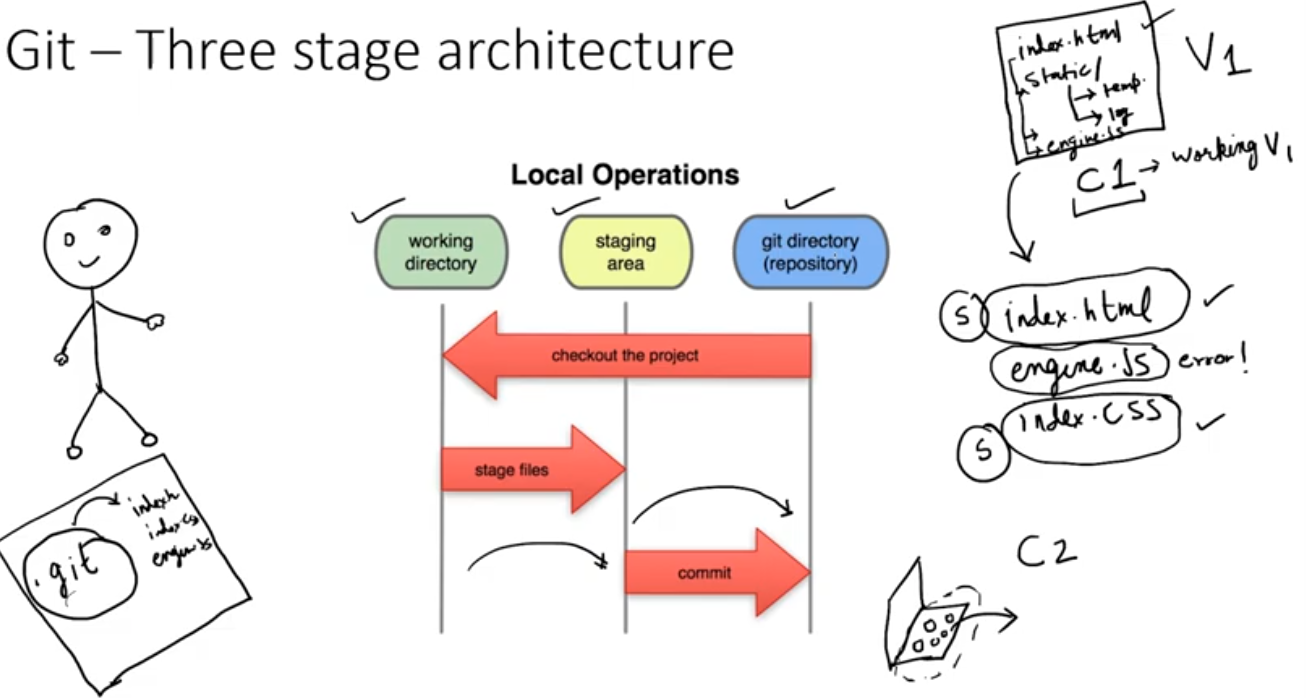 Git – Three stage architecture
Local Operations
working
directory
staging
area
git directory
(repository)
checkout the project
stage files
commit
.git
index.h
index.css
engine.js
index.html
static/
temp.
log
engine.js
V1
C1 → working V1
S index.html
engine.js error!
S index.css
C2